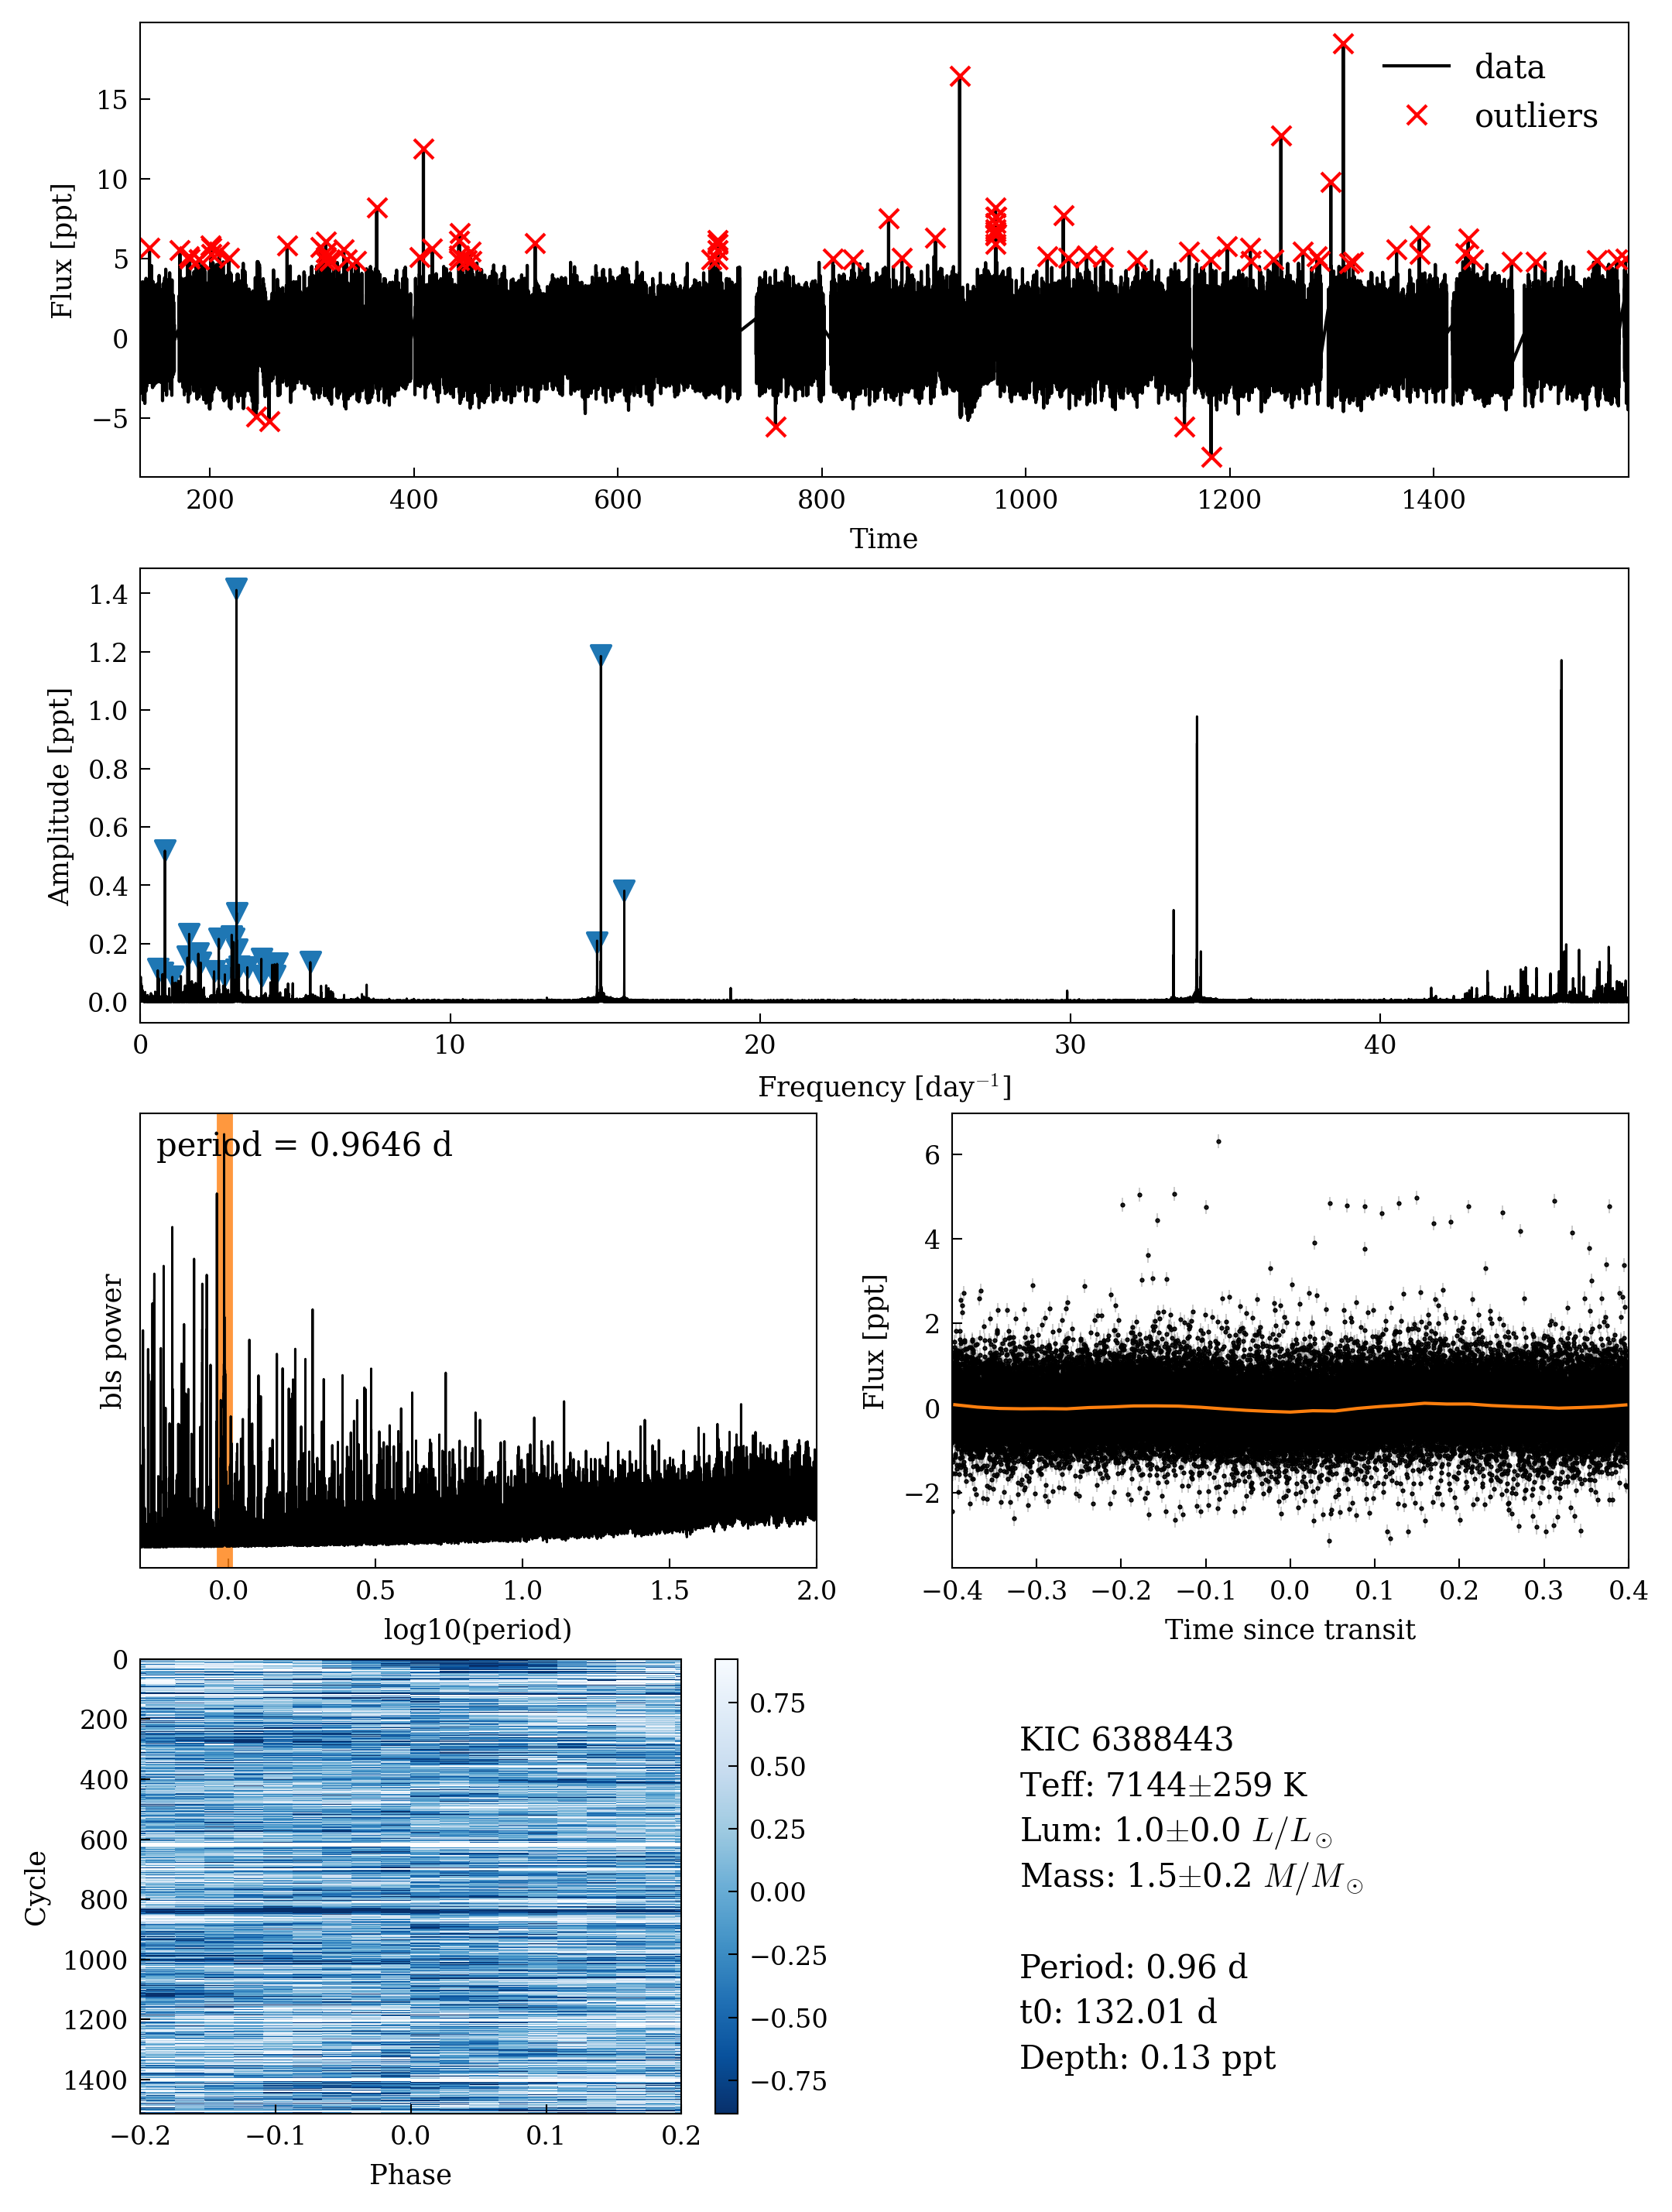 data
outliers
Flux [ppt]
15
10
5
0
−5
200 400 600 800 1000 1200 1400
Time
Amplitude [ppt]
1.4
1.2
1.0
0.8
0.6
0.4
0.2
0.0
0 10 20 30 40
Frequency [day⁻¹]
period = 0.9646 d
bls power
0.0 0.5 1.0 1.5 2.0
log10(period)
Flux [ppt]
6
4
2
0
−2
−0.4 −0.3 −0.2 −0.1 0.0 0.1 0.2 0.3 0.4
Time since transit
Cycle
0
200
400
600
800
1000
1200
1400
−0.2 −0.1 0.0 0.1 0.2
Phase
0.75
0.50
0.25
0.00
−0.25
−0.50
−0.75
KIC 6388443
Teff: 7144±259 K
Lum: 1.0±0.0 L/L⊙
Mass: 1.5±0.2 M/M⊙
Period: 0.96 d
t0: 132.01 d
Depth: 0.13 ppt